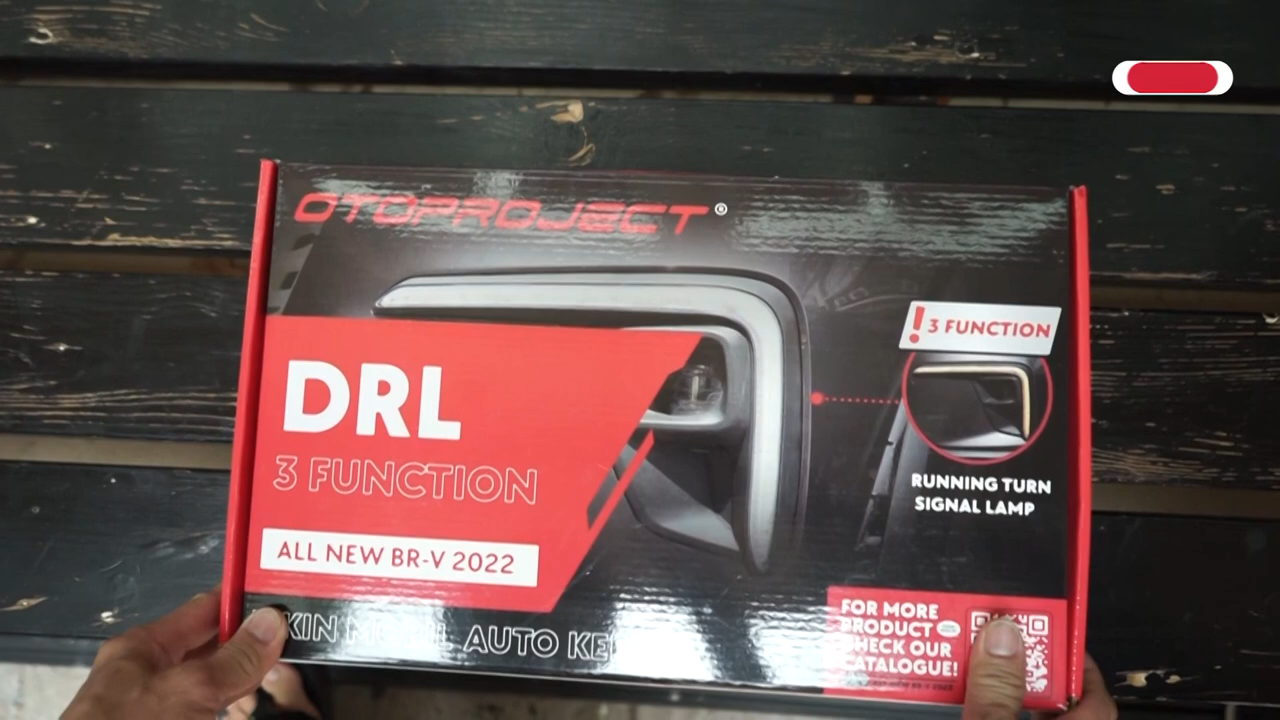 OTOPROJECT®
! 3 FUNCTION
DRL
3 FUNCTION
RUNNING TURN
SIGNAL LAMP
ALL NEW BR-V 2022
AUTO
FOR MORE
PRODUCT
CHECK OUR
CATALOGUE!